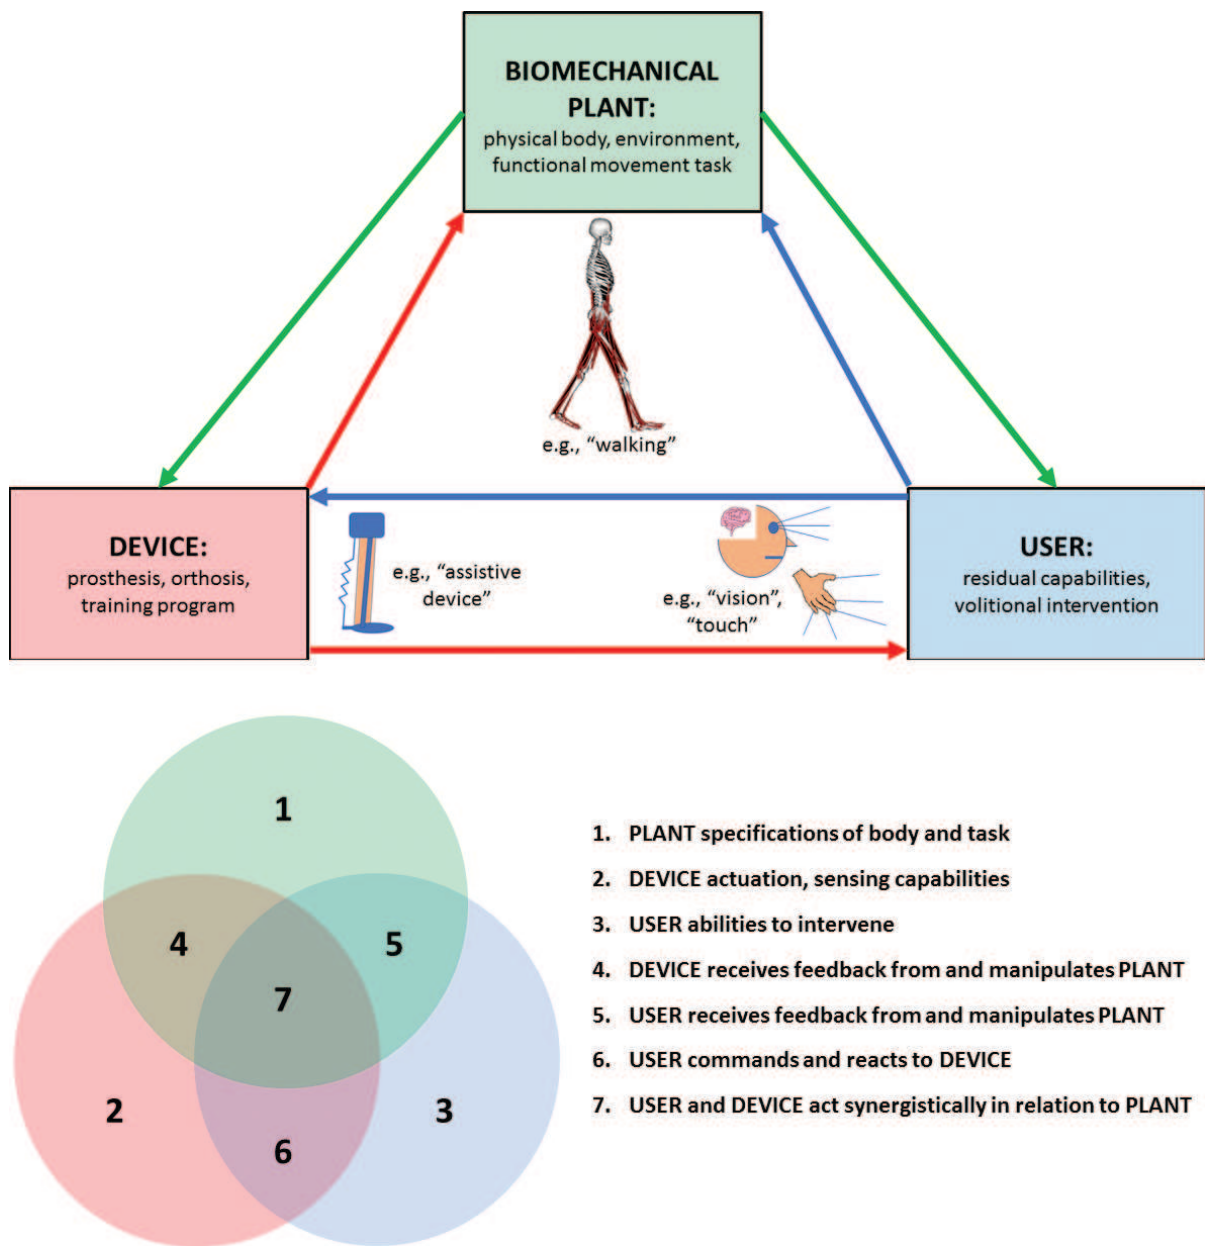 BIOMECHANICAL
PLANT:
physical body, environment,
functional movement task
e.g., “walking”
DEVICE:
prosthesis, orthosis,
training program
e.g., “assistive
device”
e.g., “vision”,
“touch”
USER:
residual capabilities,
volitional intervention
1
4
5
7
2
3
6
1. PLANT specifications of body and task
2. DEVICE actuation, sensing capabilities
3. USER abilities to intervene
4. DEVICE receives feedback from and manipulates PLANT
5. USER receives feedback from and manipulates PLANT
6. USER commands and reacts to DEVICE
7. USER and DEVICE act synergistically in relation to PLANT